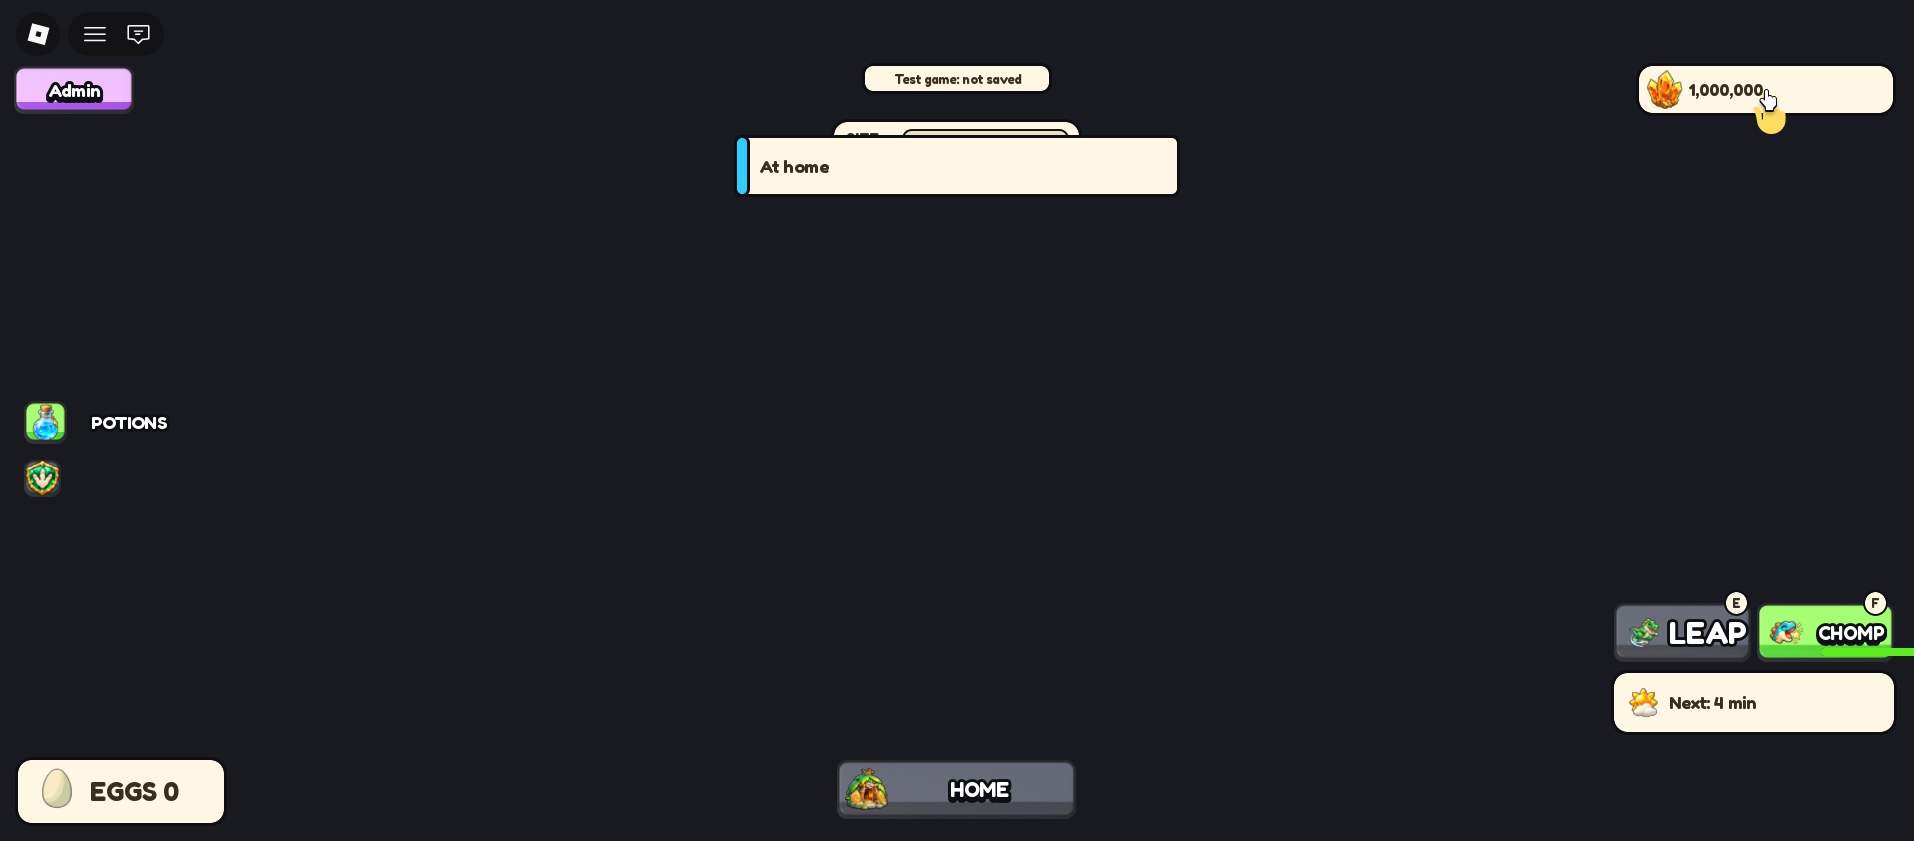 Admin
Test game: not saved
1,000,000
At home
POTIONS
E
F
LEAP
CHOMP
Next: 4 min
EGGS 0
HOME